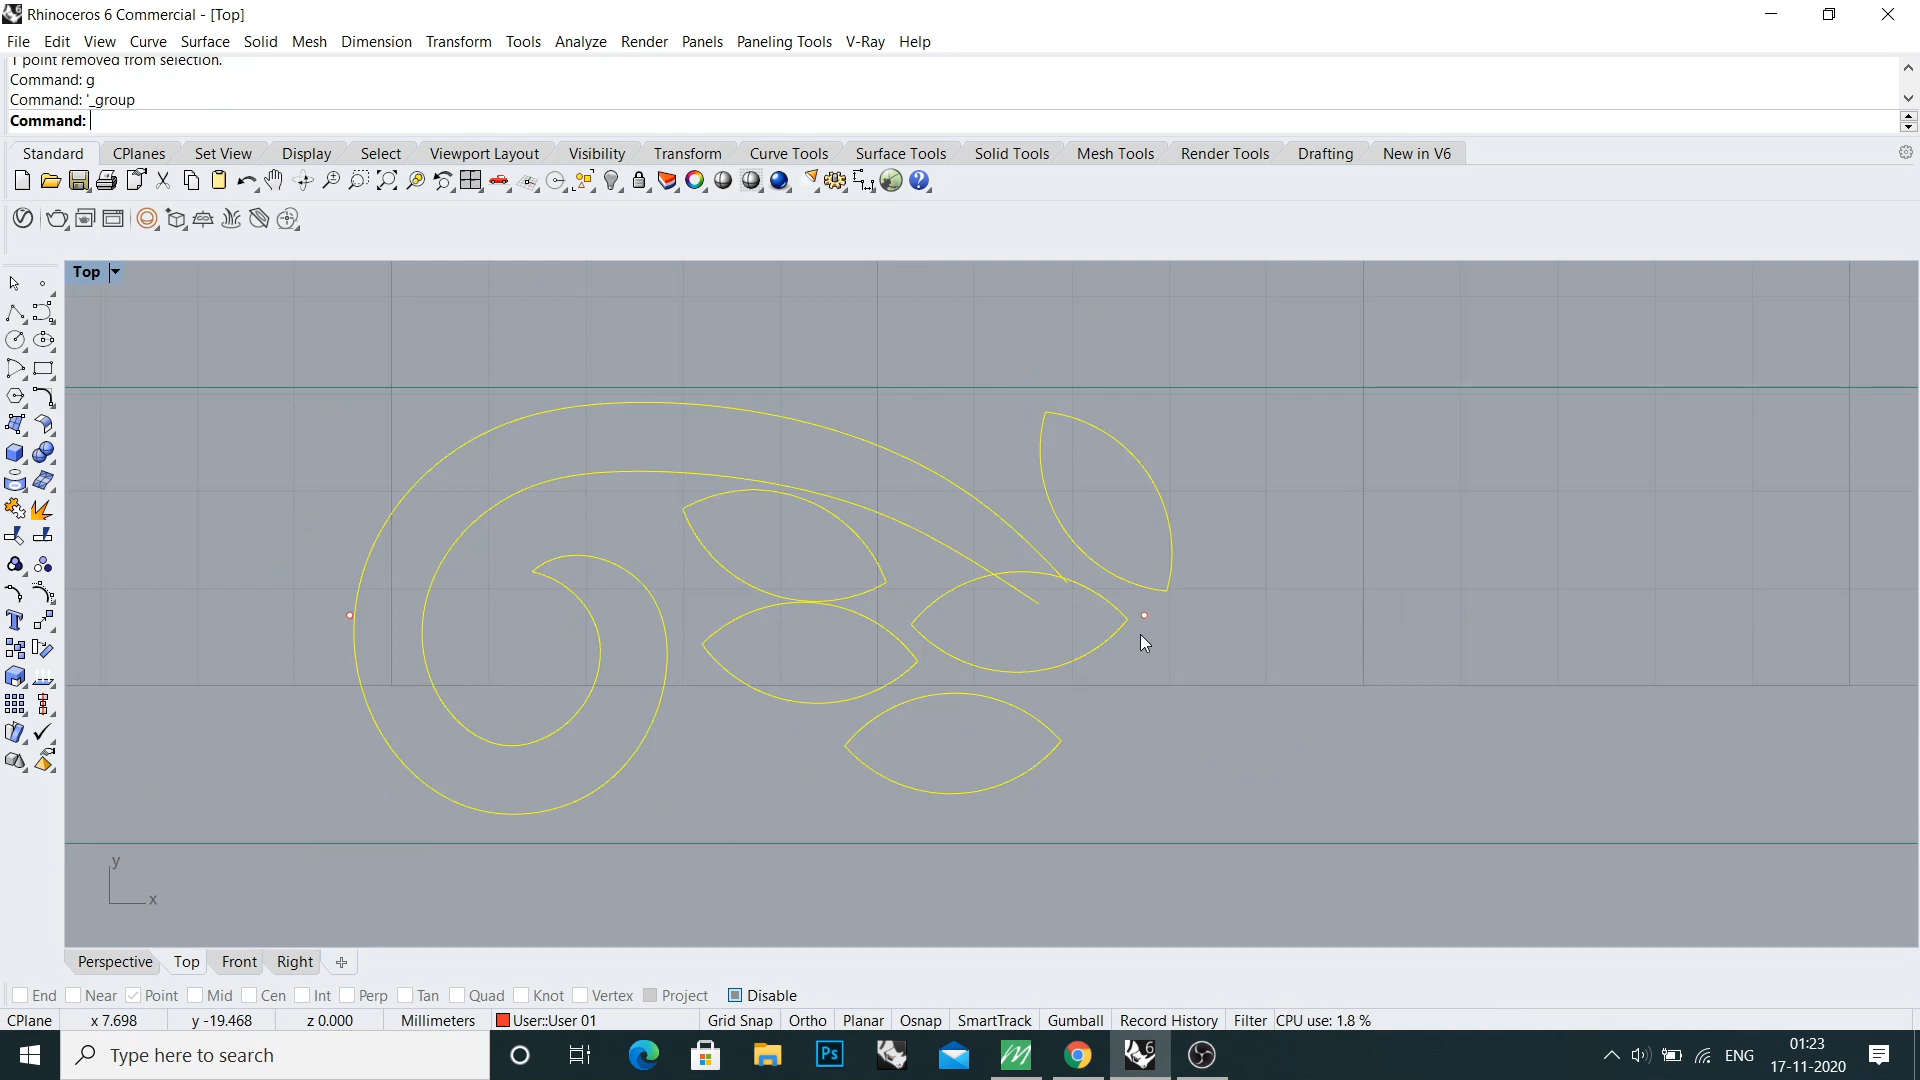 Rhinoceros 6 Commercial - [Top]
File Edit View Curve Surface Solid Mesh Dimension Transform Tools Analyze Render Panels Paneling Tools V-Ray Help
1 point removed from selection.
Command: g
Command: '_group
Command:
Standard CPlanes Set View Display Select Viewport Layout Visibility Transform Curve Tools Surface Tools Solid Tools Mesh Tools Render Tools Drafting New in V6
Top
y
x
Perspective Top Front Right
End Near Point Mid Cen Int Perp Tan Quad Knot Vertex Project Disable
CPlane x 7.698 y -19.468 z 0.000 Millimeters User::User 01 Grid Snap Ortho Planar Osnap SmartTrack Gumball Record History Filter CPU use: 1.8 %
Type here to search Ps 6 ENG 01:23
17-11-2020